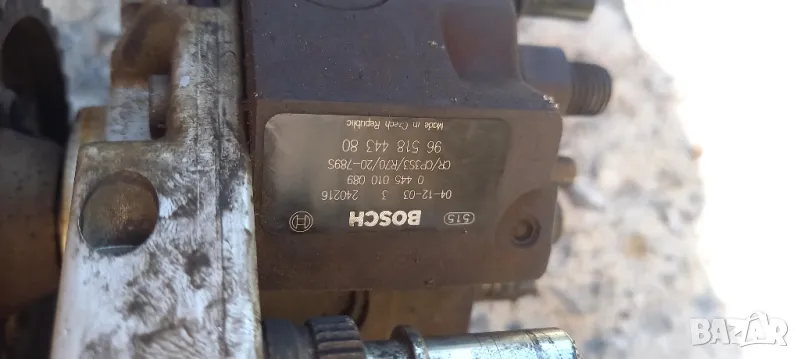 515 BOSCH
04-12-03 3 240216
0 445 010 089
CR/CP3S3/R70/20-789S
96 518 443 80
Made in Czech Republic
BAZAR
bg